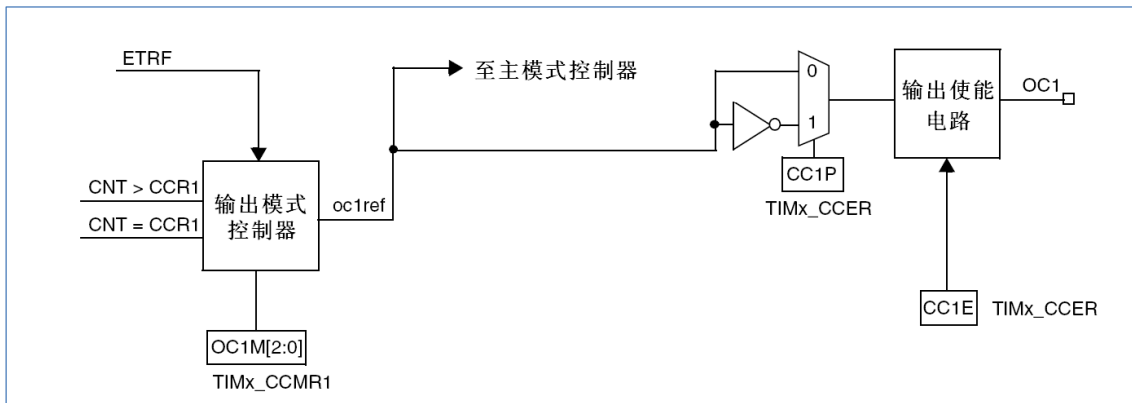 ETRF
至主模式控制器
0
1
输出使能
电路
OC1
CC1P
TIMx_CCER
CNT > CCR1
CNT = CCR1
输出模式
控制器
oc1ref
CC1E
TIMx_CCER
OC1M[2:0]
TIMx_CCMR1